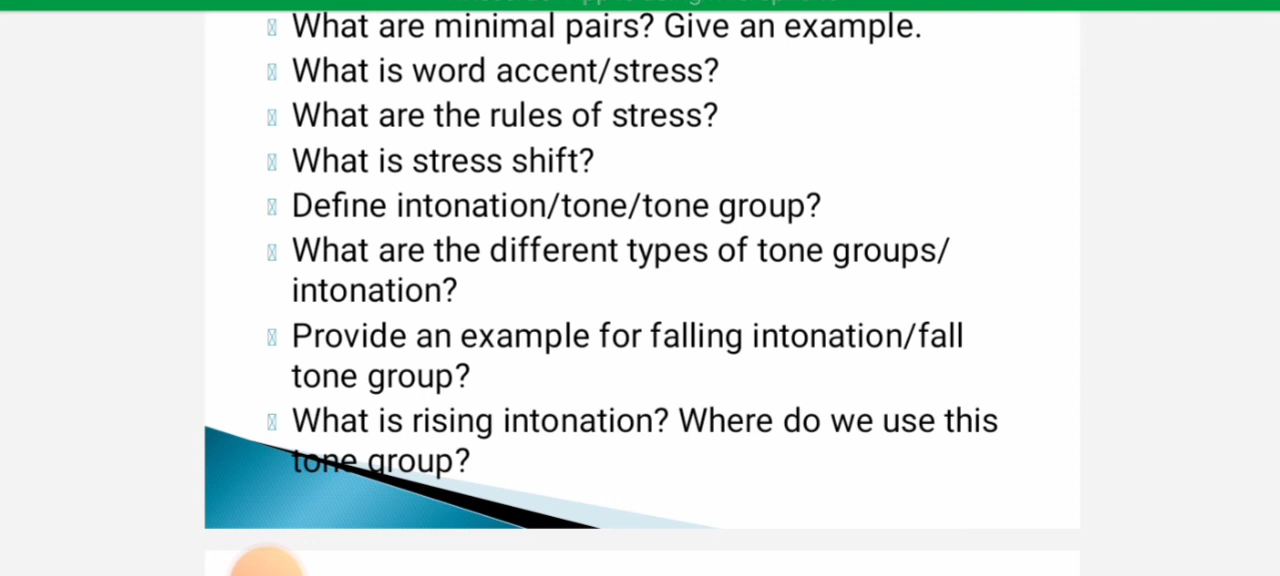 What are minimal pairs? Give an example.
What is word accent/stress?
What are the rules of stress?
What is stress shift?
Define intonation/tone/tone group?
What are the different types of tone groups/
intonation?
Provide an example for falling intonation/fall
tone group?
What is rising intonation? Where do we use this
tone group?